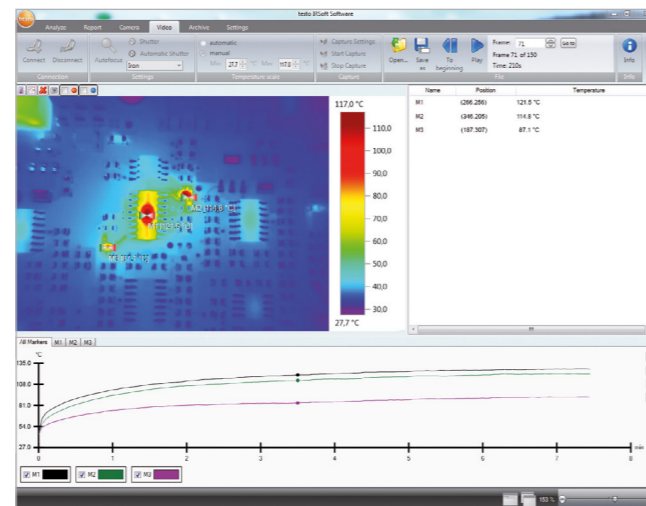 testo IRSoft Software
testo
Analyze Report Camera Video Archive Settings
Connect Disconnect
Connection
Autofocus
Shutter
Automatic Shutter
Iron
Settings
automatic
manual
Min 27.7 °C Max 117.0 °C
Temperature scale
Capture Settings
Start Capture
Stop Capture
Capture
Open... Save as To beginning Play
Frame: 71 Go to
Frame 71 of 150
Time: 210s
File
Info
Info
117,0 °C
110,0
100,0
90,0
80,0
70,0
60,0
50,0
40,0
30,0
27,7 °C
Name Position Temperature
M1 (266.256) 121.5 °C
M2 (346.205) 114.8 °C
M3 (187.307) 87.1 °C
All Markers M1 M2 M3
°C
135.0
108.0
81.0
54.0
27.0
0 1 2 3 4 5 6 7 8 min
M1 M2 M3
153 %